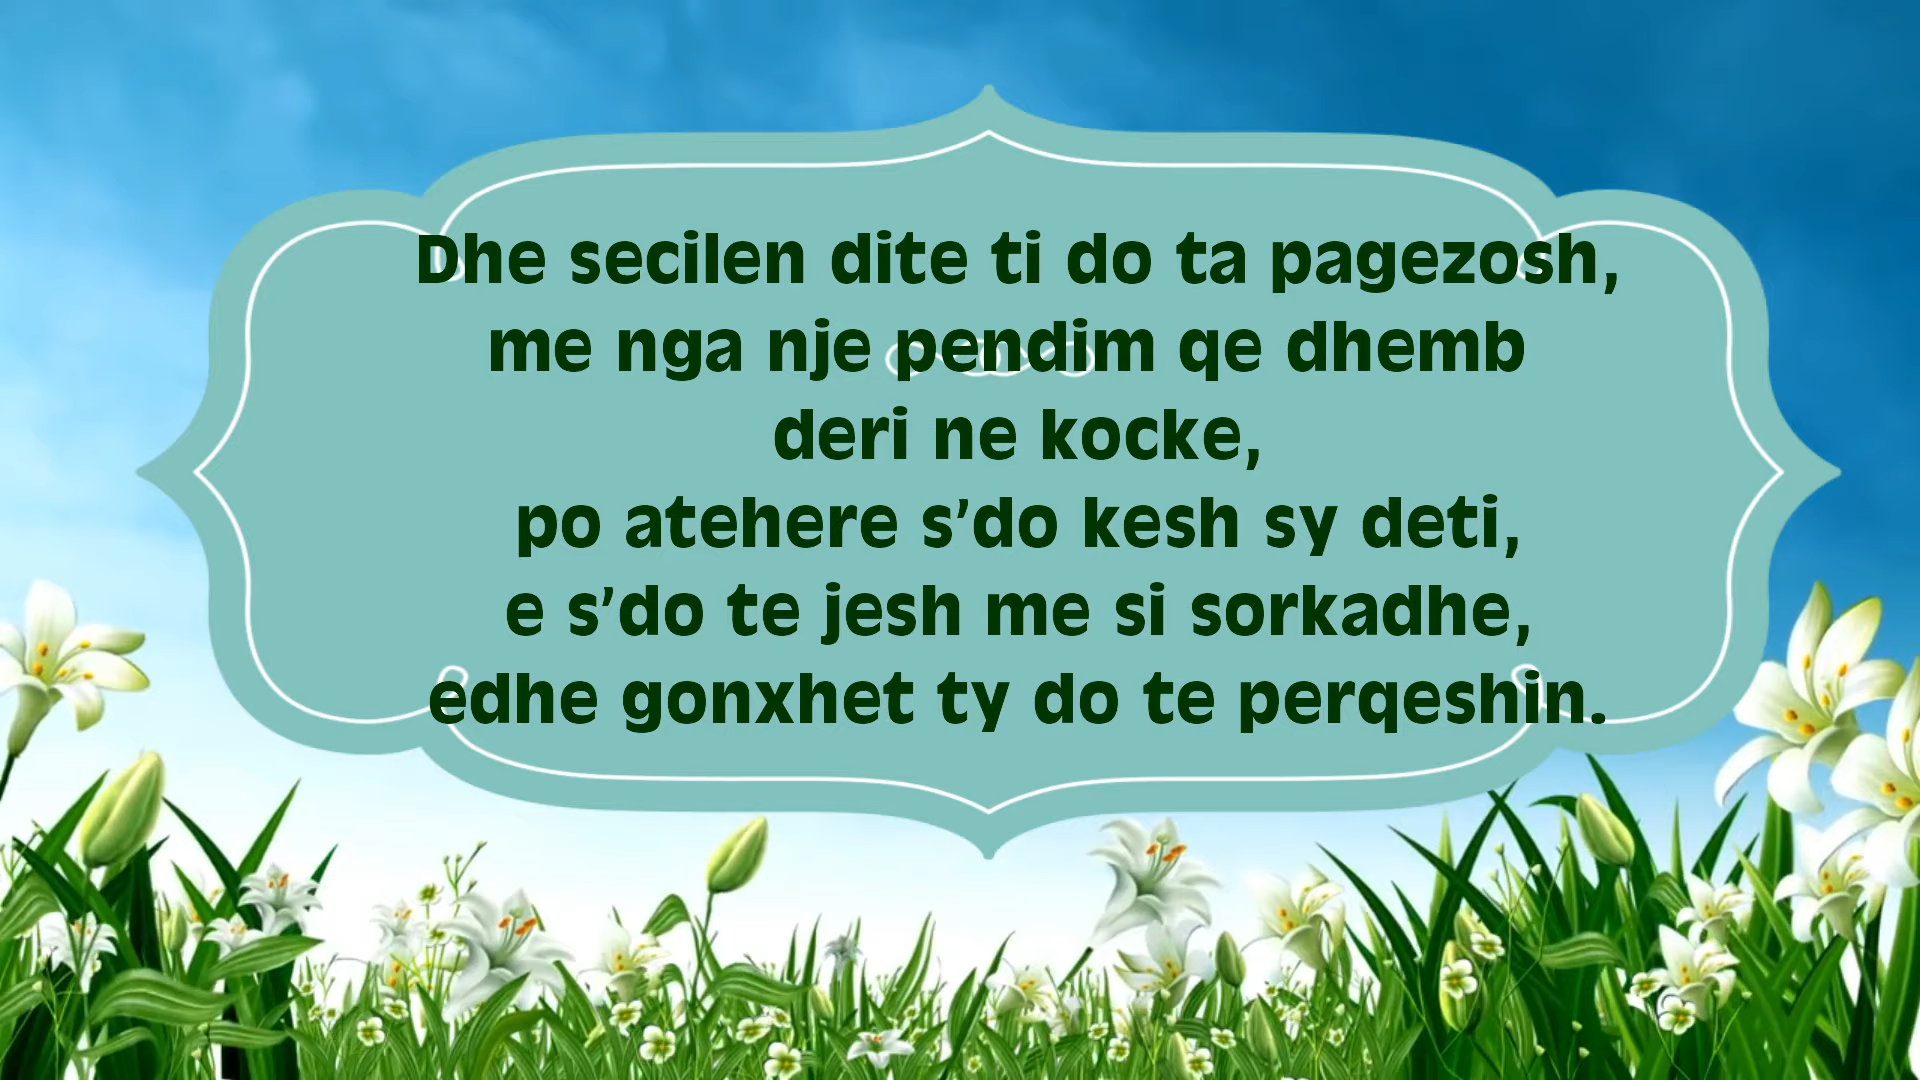 Dhe secilen dite ti do ta pagezosh,
me nga nje pendim qe dhemb
deri ne kocke,
po atehere s'do kesh sy deti,
e s'do te jesh me si sorkadhe,
edhe gonxhet ty do te perqeshin.